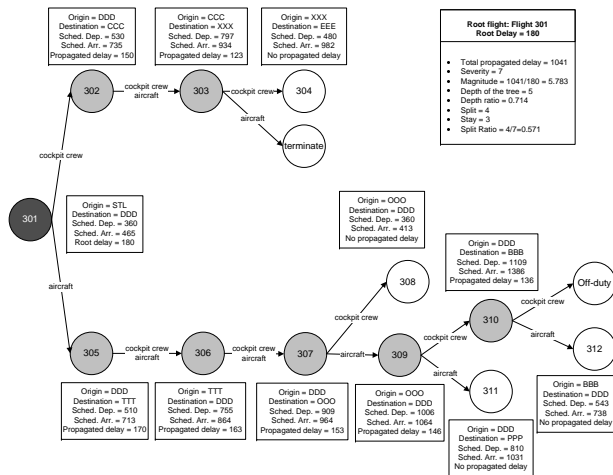 Origin = DDD
Destination = CCC
Sched. Dep. = 530
Sched. Arr. = 735
Propagated delay = 150
Origin = CCC
Destination = XXX
Sched. Dep. = 797
Sched. Arr. = 934
Propagated delay = 123
Origin = XXX
Destination = EEE
Sched. Dep. = 480
Sched. Arr. = 982
No propagated delay
Root flight: Flight 301
Root Delay = 180
• Total propagated delay = 1041
• Severity = 7
• Magnitude = 1041/180 = 5.783
• Depth of the tree = 5
• Depth ratio = 0.714
• Split = 4
• Stay = 3
• Split Ratio = 4/7=0.571
302
cockpit crew
aircraft
303
cockpit crew
304
aircraft
terminate
cockpit crew
301
Origin = STL
Destination = DDD
Sched. Dep. = 360
Sched. Arr. = 465
Root delay = 180
aircraft
Origin = OOO
Destination = DDD
Sched. Dep. = 360
Sched. Arr. = 413
No propagated delay
Origin = DDD
Destination = BBB
Sched. Dep. = 1109
Sched. Arr. = 1386
Propagated delay = 136
308
Off-duty
cockpit crew
310
cockpit crew
aircraft
312
305
cockpit crew
aircraft
306
cockpit crew
aircraft
307
aircraft
309
cockpit crew
aircraft
311
Origin = DDD
Destination = TTT
Sched. Dep. = 510
Sched. Arr. = 713
Propagated delay = 170
Origin = TTT
Destination = DDD
Sched. Dep. = 755
Sched. Arr. = 864
Propagated delay = 163
Origin = DDD
Destination = OOO
Sched. Dep. = 909
Sched. Arr. = 964
Propagated delay = 153
Origin = OOO
Destination = DDD
Sched. Dep. = 1006
Sched. Arr. = 1064
Propagated delay = 146
Origin = DDD
Destination = PPP
Sched. Dep. = 810
Sched. Arr. = 1031
No propagated delay
Origin = BBB
Destination = DDD
Sched. Dep. = 543
Sched. Arr. = 738
No propagated delay